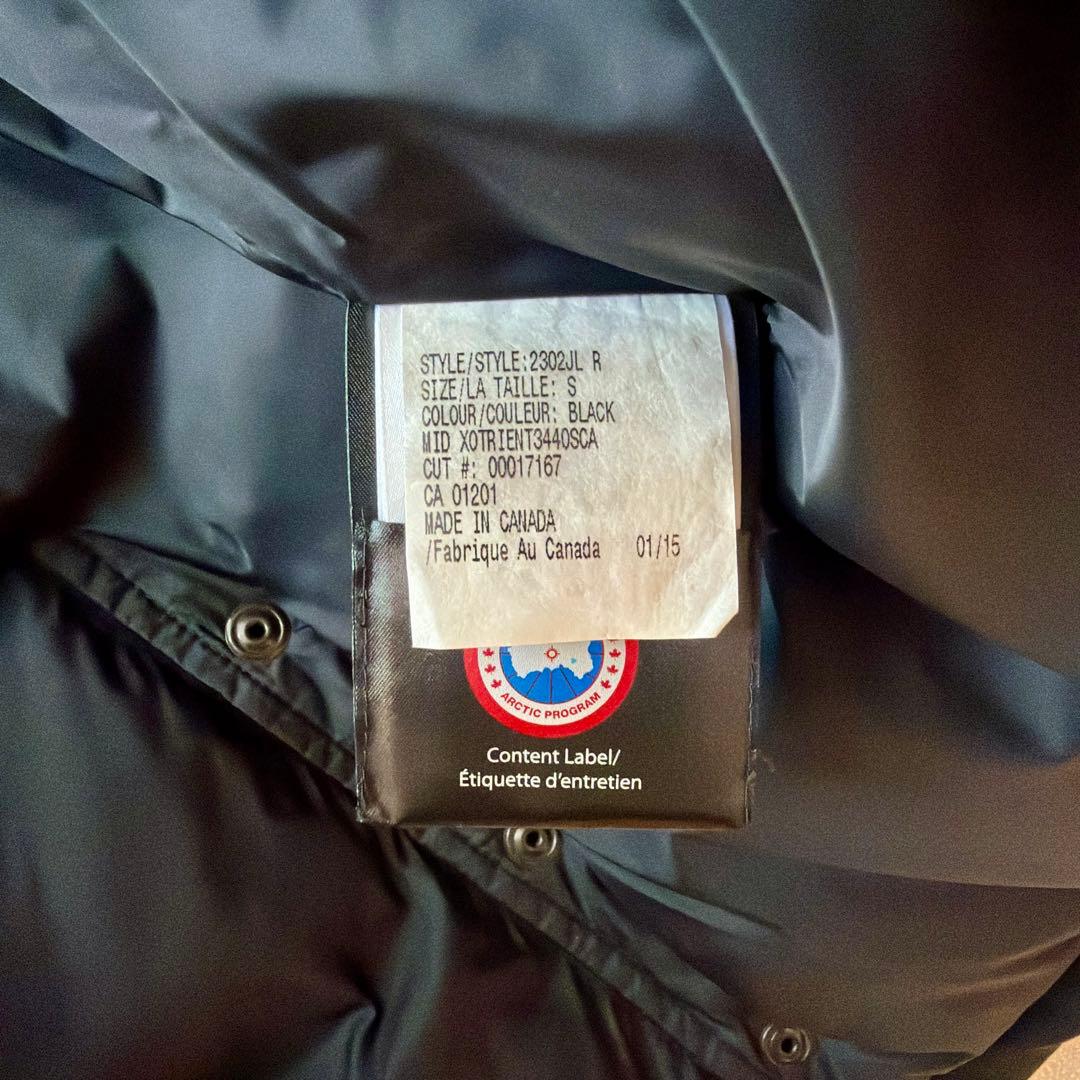 STYLE/STYLE:2302JL R
SIZE/LA TAILLE: S
COLOUR/COULEUR: BLACK
MID XOTRIENT3440SCA
CUT #: 00017167
CA 01201
MADE IN CANADA
/Fabrique Au Canada 01/15
ARCTIC PROGRAM
Content Label/
Étiquette d'entretien